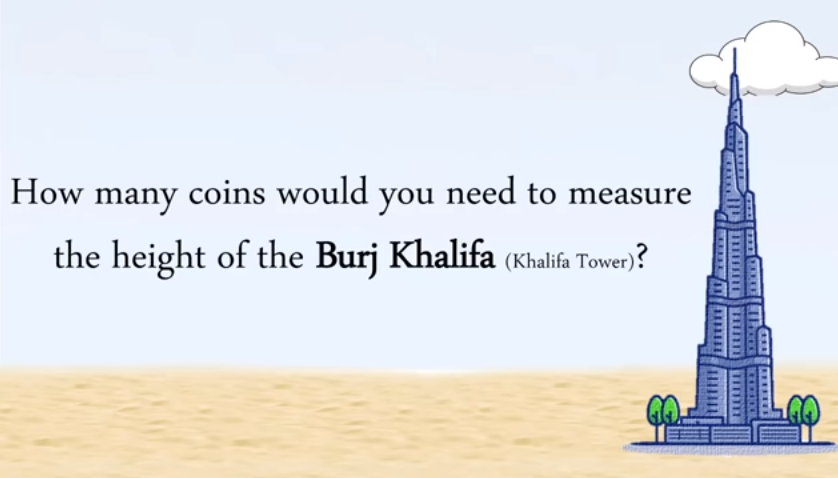 How many coins would you need to measure
the height of the Burj Khalifa (Khalifa Tower)?